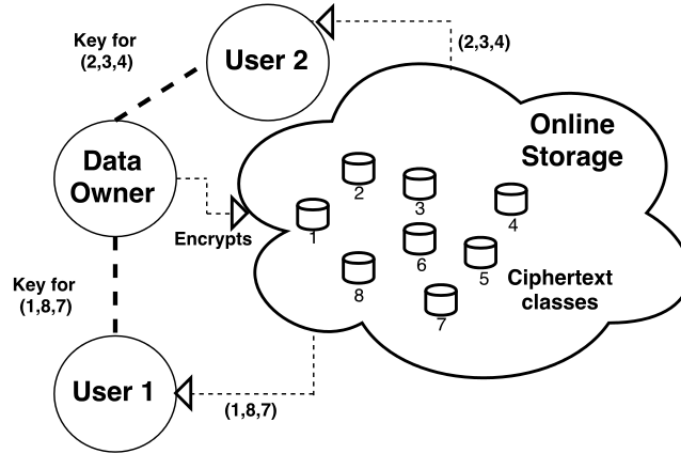 Key for
(2,3,4)
User 2
(2,3,4)
Data
Owner
Online
Storage
Encrypts
1
2
3
4
5
6
7
8
Ciphertext
classes
Key for
(1,8,7)
User 1
(1,8,7)